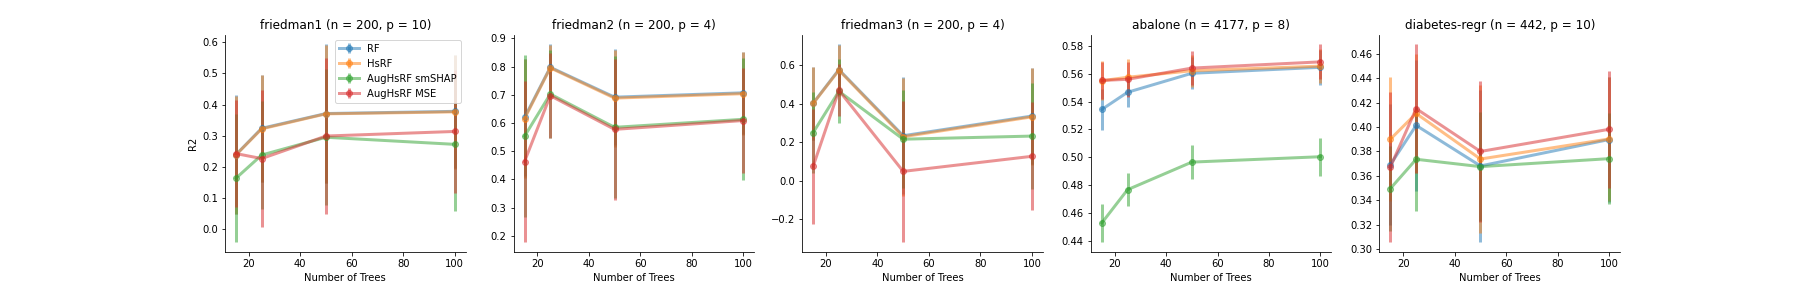 friedman1 (n = 200, p = 10)
R2
0.6
0.5
0.4
0.3
0.2
0.1
0.0
RF
HsRF
AugHsRF smSHAP
AugHsRF MSE
20 40 60 80 100
Number of Trees
friedman2 (n = 200, p = 4)
0.9
0.8
0.7
0.6
0.5
0.4
0.3
0.2
20 40 60 80 100
Number of Trees
friedman3 (n = 200, p = 4)
0.6
0.4
0.2
0.0
−0.2
20 40 60 80 100
Number of Trees
abalone (n = 4177, p = 8)
0.58
0.56
0.54
0.52
0.50
0.48
0.46
0.44
20 40 60 80 100
Number of Trees
diabetes-regr (n = 442, p = 10)
0.46
0.44
0.42
0.40
0.38
0.36
0.34
0.32
0.30
20 40 60 80 100
Number of Trees